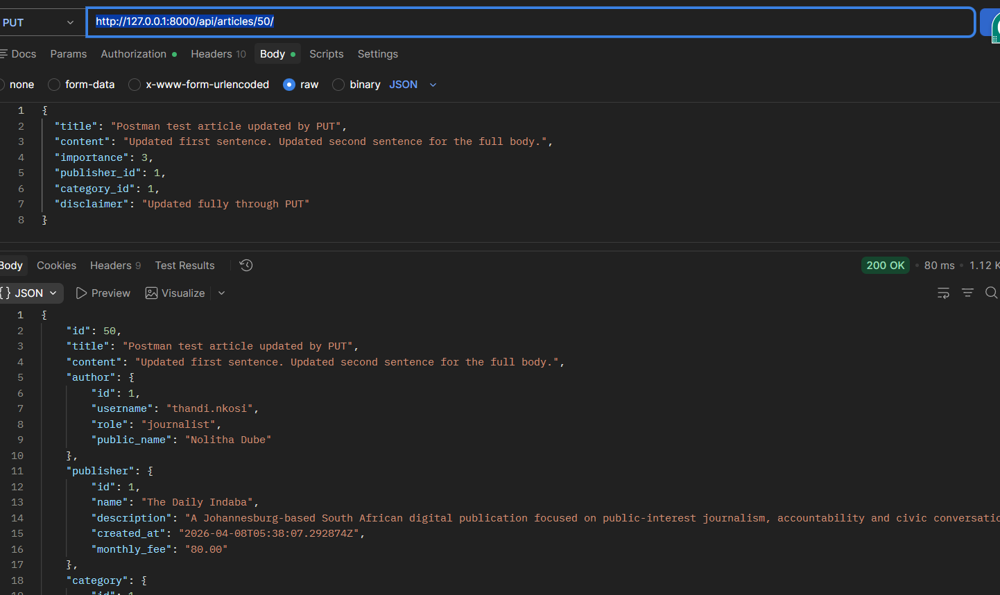 PUT http://127.0.0.1:8000/api/articles/50/
Docs Params Authorization Headers 10 Body Scripts Settings
none form-data x-www-form-urlencoded raw binary JSON
1 {
2 "title": "Postman test article updated by PUT",
3 "content": "Updated first sentence. Updated second sentence for the full body.",
4 "importance": 3,
5 "publisher_id": 1,
6 "category_id": 1,
7 "disclaimer": "Updated fully through PUT"
8 }
Body Cookies Headers 9 Test Results 200 OK • 80 ms • 1.12 K
{} JSON Preview Visualize
1 {
2 "id": 50,
3 "title": "Postman test article updated by PUT",
4 "content": "Updated first sentence. Updated second sentence for the full body.",
5 "author": {
6 "id": 1,
7 "username": "thandi.nkosi",
8 "role": "journalist",
9 "public_name": "Nolitha Dube"
10 },
11 "publisher": {
12 "id": 1,
13 "name": "The Daily Indaba",
14 "description": "A Johannesburg-based South African digital publication focused on public-interest journalism, accountability and civic conversatio
15 "created_at": "2026-04-08T05:38:07.292874Z",
16 "monthly_fee": "80.00"
17 },
18 "category": {